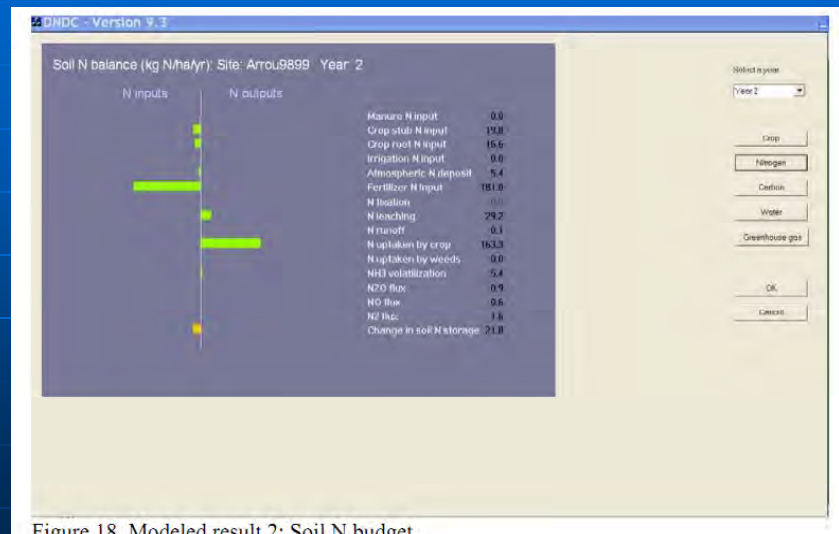 DNDC - Version 9.3
Soil N balance (kg N/ha/yr): Site: Arrou9899 Year: 2
N inputs
N outputs
Manure N input 0.0
Crop stub N input 19.8
Crop root N input 16.6
Irrigation N input 0.0
Atmospheric N deposit 5.4
Fertilizer N input 181.0
N fixation 0.0
N leaching 29.2
N runoff 0.1
N uptaken by crop 163.3
N uptaken by weeds 0.0
NH3 volatilization 5.4
N2O flux 0.9
NO flux 0.6
N2 flux 1.6
Change in soil N storage 21.8
Select a year
Year 2
Crop
Nitrogen
Carbon
Water
Greenhouse gas
OK
Cancel
Figure 18. Modeled result 2: Soil N budget